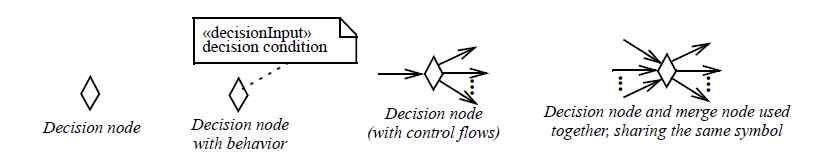 «decisionInput»
decision condition
Decision node
Decision node
with behavior
Decision node
(with control flows)
Decision node and merge node used
together, sharing the same symbol